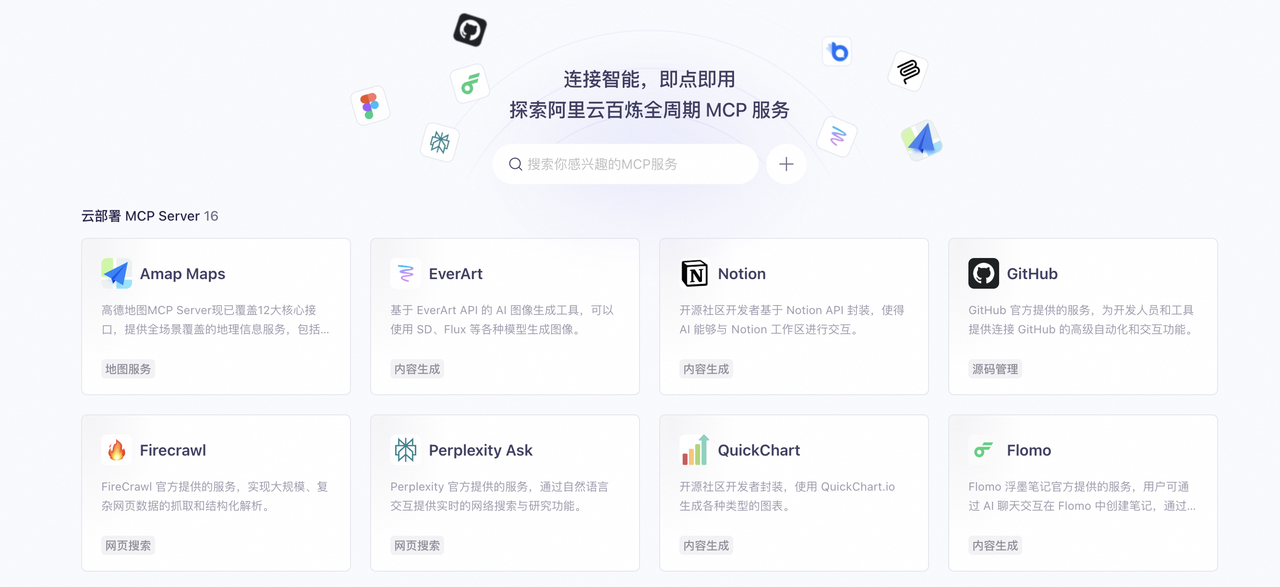 连接智能，即点即用
探索阿里云百炼全周期 MCP 服务
搜索你感兴趣的MCP服务
云部署 MCP Server 16
Amap Maps
高德地图MCP Server现已覆盖12大核心接
口，提供全场景覆盖的地理信息服务，包括...
地图服务
EverArt
基于 EverArt API 的 AI 图像生成工具，可以
使用 SD、Flux 等各种模型生成图像。
内容生成
Notion
开源社区开发者基于 Notion API 封装，使得
AI 能够与 Notion 工作区进行交互。
内容生成
GitHub
GitHub 官方提供的服务，为开发人员和工具
提供连接 GitHub 的高级自动化和交互功能。
源码管理
Firecrawl
FireCrawl 官方提供的服务，实现大规模、复
杂网页数据的抓取和结构化解析。
网页搜索
Perplexity Ask
Perplexity 官方提供的服务，通过自然语言
交互提供实时的网络搜索与研究功能。
网页搜索
QuickChart
开源社区开发者封装，使用 QuickChart.io
生成各种类型的图表。
内容生成
Flomo
Flomo 浮墨笔记官方提供的服务，用户可通
过 AI 聊天交互在 Flomo 中创建笔记，通过...
内容生成